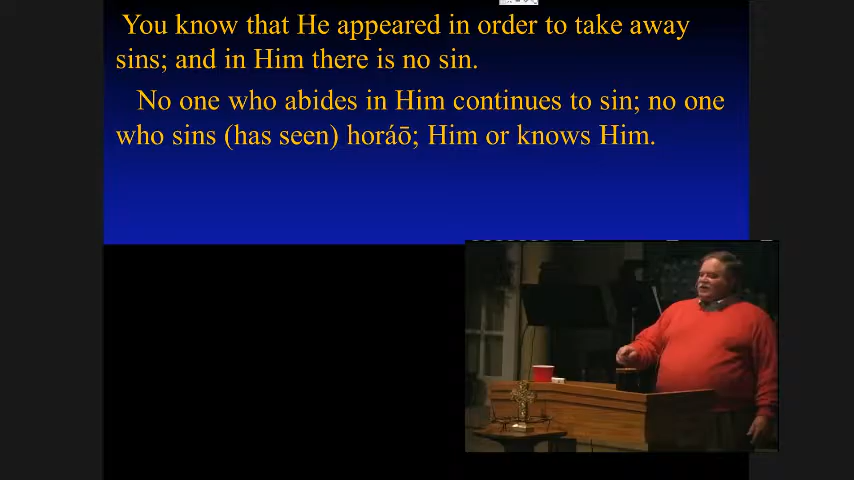 You know that He appeared in order to take away
sins; and in Him there is no sin.
No one who abides in Him continues to sin; no one
who sins (has seen) horáō; Him or knows Him.